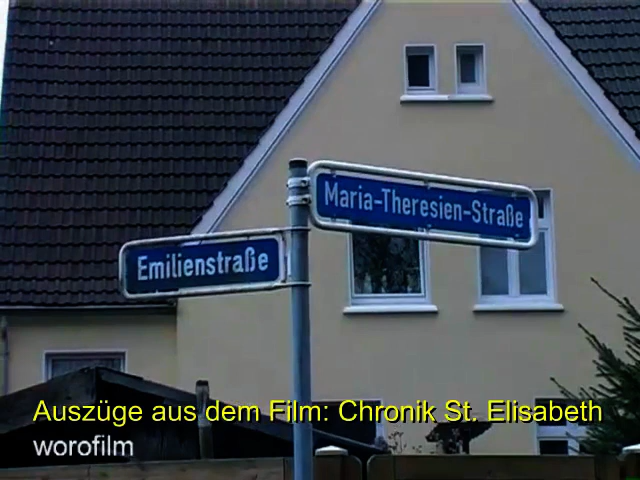 Maria-Theresien-Straße
Emilienstraße
Auszüge aus dem Film: Chronik St. Elisabeth
worofilm